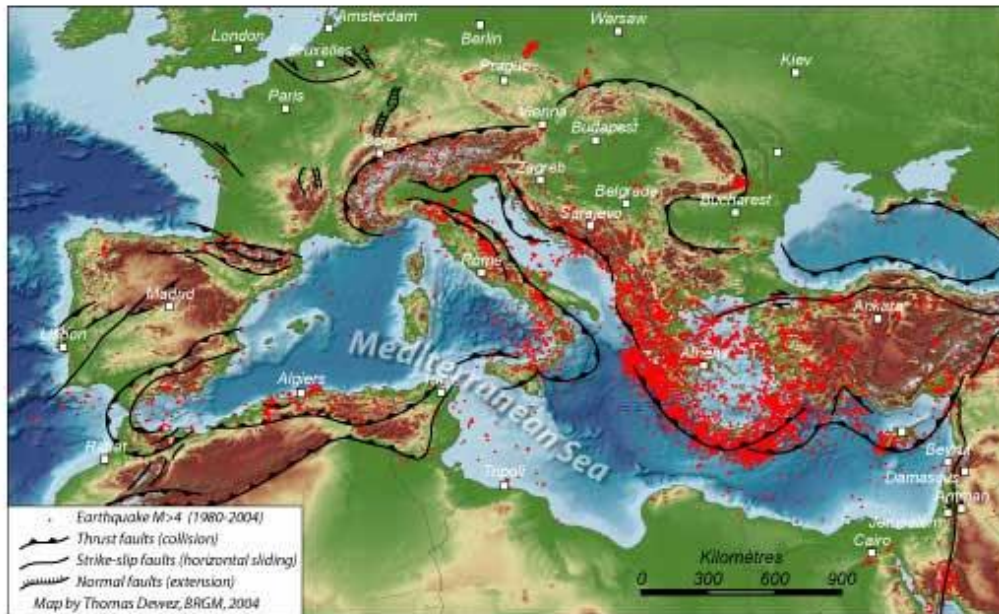 Amsterdam
London
Bruxelles
Berlin
Warsaw
Prague
Kiev
Paris
Vienna
Budapest
Zagreb
Belgrade
Bucharest
Sarajevo
Rome
Madrid
Lisbon
Ankara
Athens
Mediterranean Sea
Algiers
Rabat
Tripoli
Beyrut
Damascus
Amman
Jerusalem
Cairo
Kilomètres
0 300 600 900
Earthquake M>4 (1980-2004)
Thrust faults (collision)
Strike-slip faults (horizontal sliding)
Normal faults (extension)
Map by Thomas Dewez, BRGM, 2004